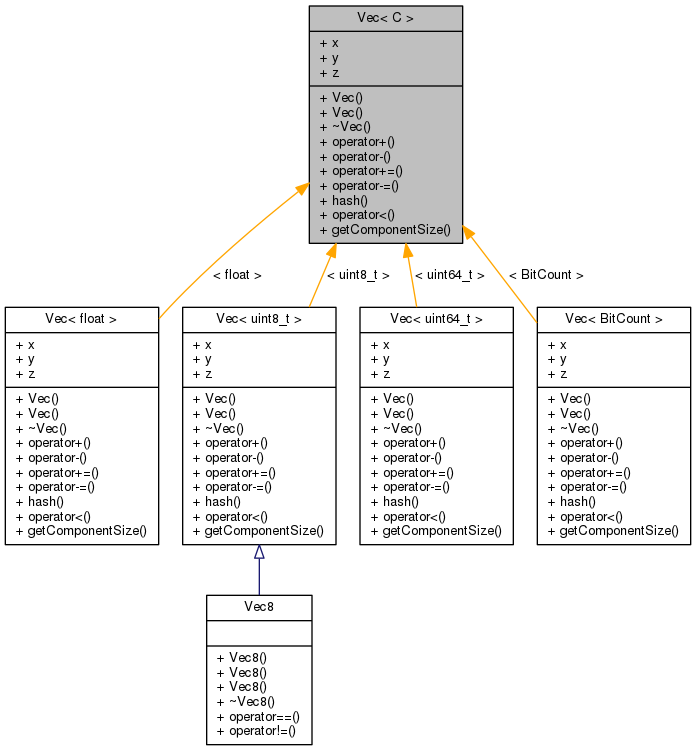 Vec< C >
+ x
+ y
+ z
+ Vec()
+ Vec()
+ ~Vec()
+ operator+()
+ operator-()
+ operator+=()
+ operator-=()
+ hash()
+ operator<()
+ getComponentSize()
< float >
< uint8_t >
< uint64_t >
< BitCount >
Vec< float >
+ x
+ y
+ z
+ Vec()
+ Vec()
+ ~Vec()
+ operator+()
+ operator-()
+ operator+=()
+ operator-=()
+ hash()
+ operator<()
+ getComponentSize()
Vec< uint8_t >
+ x
+ y
+ z
+ Vec()
+ Vec()
+ ~Vec()
+ operator+()
+ operator-()
+ operator+=()
+ operator-=()
+ hash()
+ operator<()
+ getComponentSize()
Vec< uint64_t >
+ x
+ y
+ z
+ Vec()
+ Vec()
+ ~Vec()
+ operator+()
+ operator-()
+ operator+=()
+ operator-=()
+ hash()
+ operator<()
+ getComponentSize()
Vec< BitCount >
+ x
+ y
+ z
+ Vec()
+ Vec()
+ ~Vec()
+ operator+()
+ operator-()
+ operator+=()
+ operator-=()
+ hash()
+ operator<()
+ getComponentSize()
Vec8
+ Vec8()
+ Vec8()
+ Vec8()
+ ~Vec8()
+ operator==()
+ operator!=()